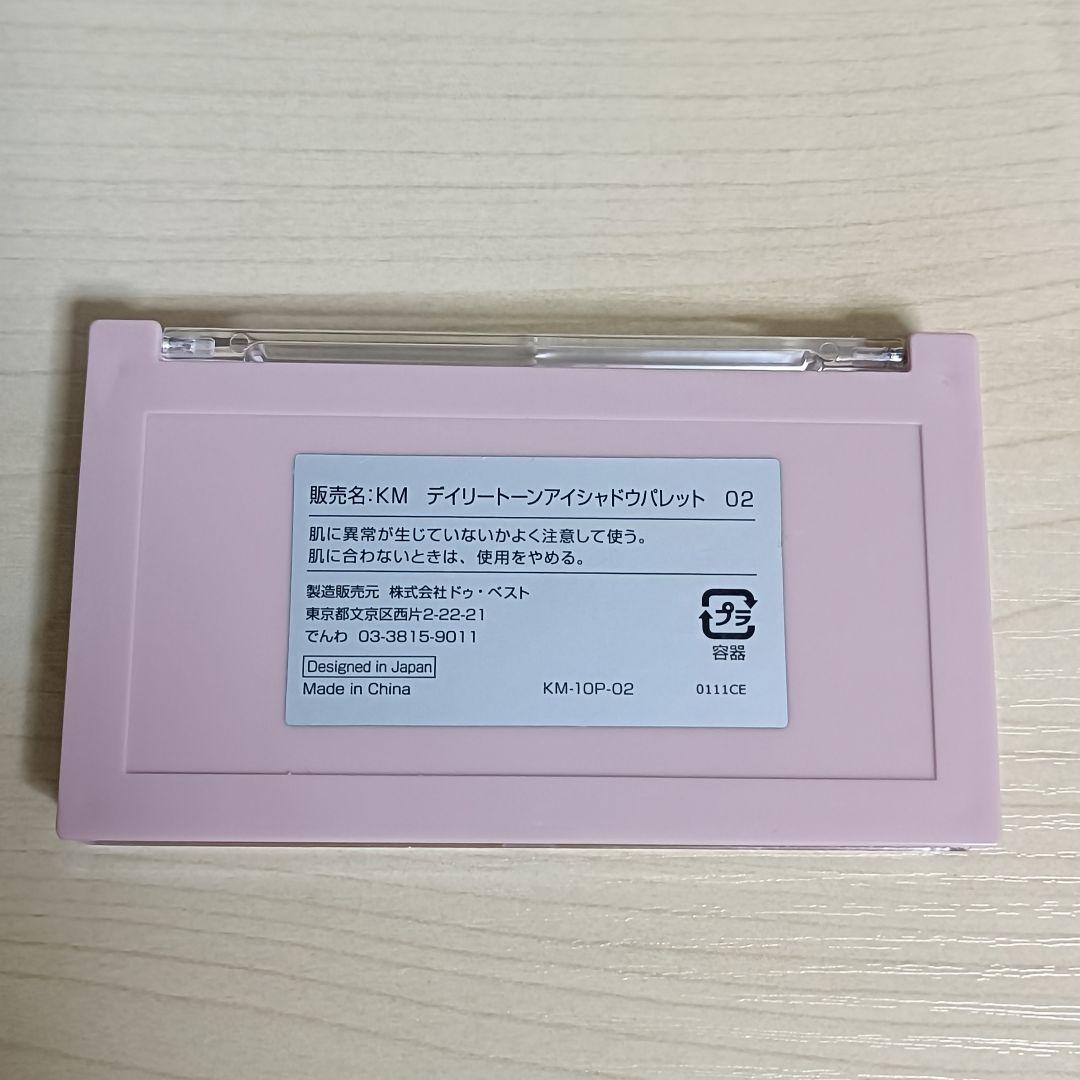 販売名:KM デイリートーンアイシャドウパレット 02
肌に異常が生じていないかよく注意して使う。
肌に合わないときは、使用をやめる。
製造販売元 株式会社ドゥ・ベスト
東京都文京区西片2-22-21
でんわ 03-3815-9011
プラ
容器
Designed in Japan
Made in China KM-10P-02 0111CE